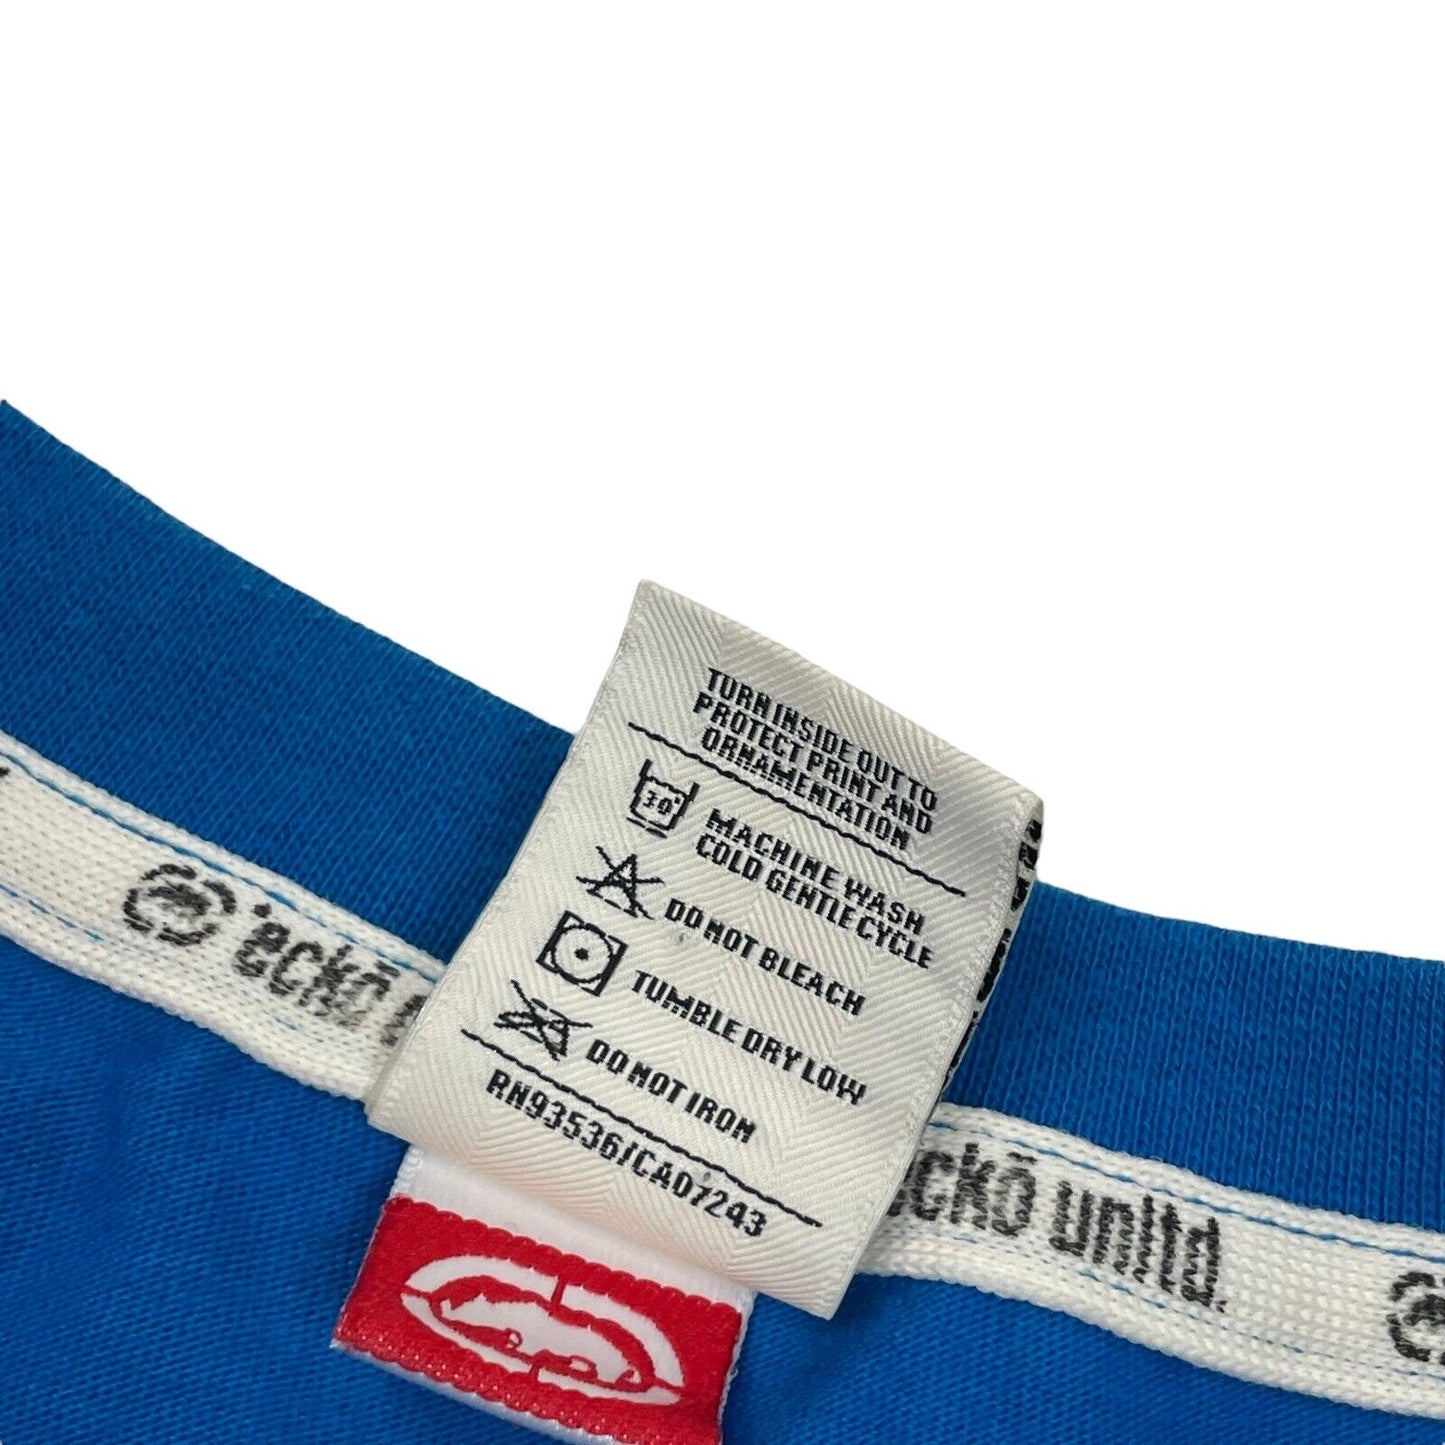 TURN INSIDE OUT TO
PROTECT PRINT AND
ORNAMENTATION
30°
MACHINE WASH
COLD GENTLE CYCLE
DO NOT BLEACH
TUMBLE DRY LOW
DO NOT IRON
RN93536/CA07243
ecko
ecko unltd.